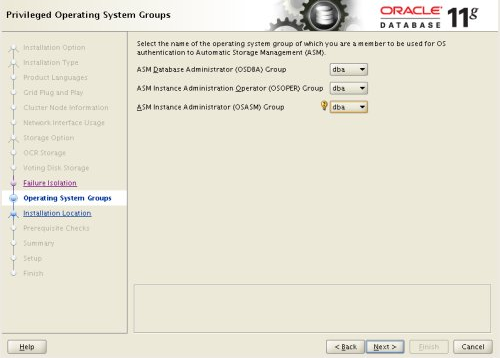 Privileged Operating System Groups
ORACLE
DATABASE 11g
Installation Option
Installation Type
Product Languages
Grid Plug and Play
Cluster Node Information
Network Interface Usage
Storage Option
OCR Storage
Voting Disk Storage
Failure Isolation
Operating System Groups
Installation Location
Prerequisite Checks
Summary
Setup
Finish
Select the name of the operating system group of which you are a member to be used for OS
authentication to Automatic Storage Management (ASM).
ASM Database Administrator (OSDBA) Group dba
ASM Instance Administration Operator (OSOPER) Group dba
ASM Instance Administrator (OSASM) Group dba
Help
< Back
Next >
Finish
Cancel